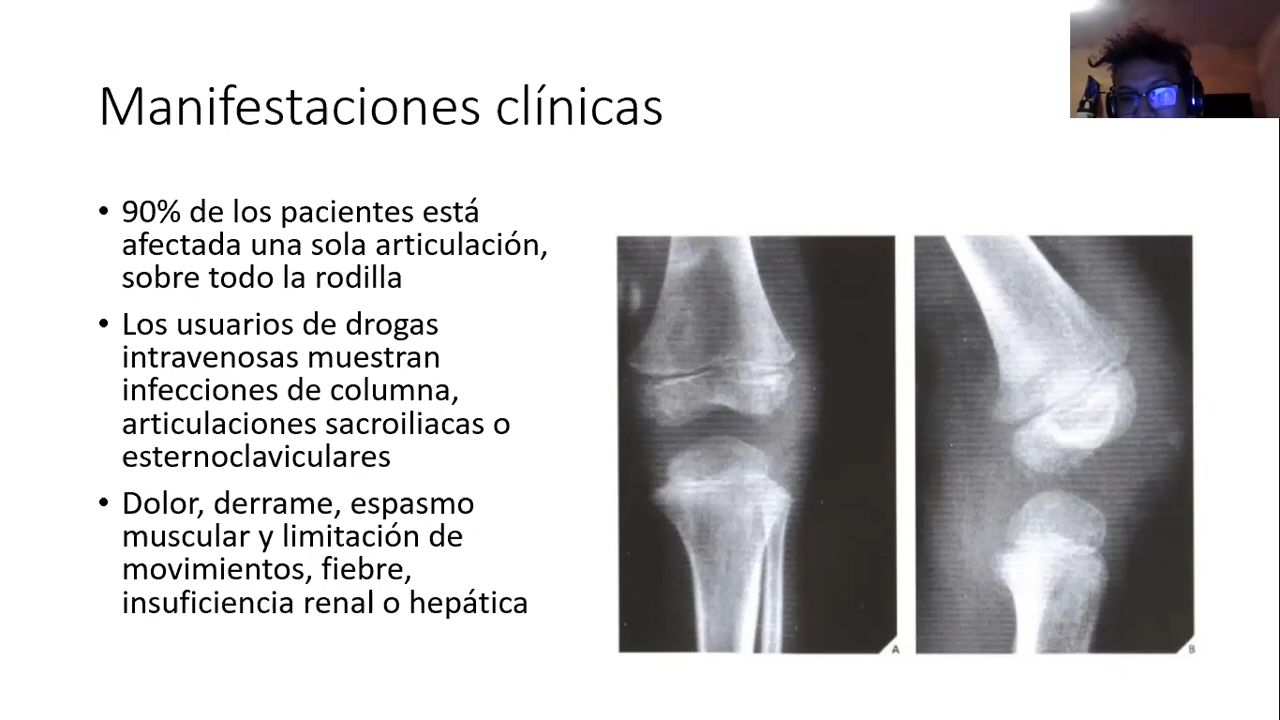 Manifestaciones clínicas
• 90% de los pacientes está
afectada una sola articulación,
sobre todo la rodilla
• Los usuarios de drogas
intravenosas muestran
infecciones de columna,
articulaciones sacroiliacas o
esternoclaviculares
• Dolor, derrame, espasmo
muscular y limitación de
movimientos, fiebre,
insuficiencia renal o hepática
A
B